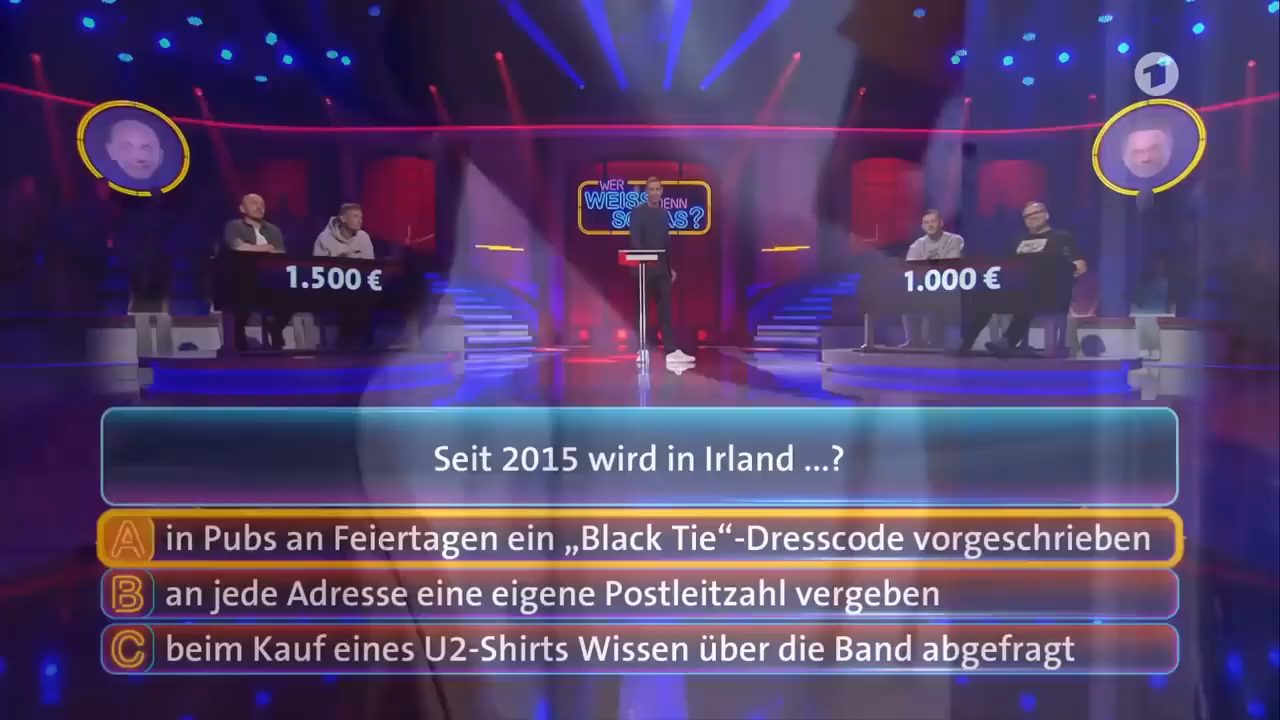 1
WER
WEISS DENN
SOWAS?
1.500 €
1.000 €
Seit 2015 wird in Irland ...?
A in Pubs an Feiertagen ein „Black Tie“-Dresscode vorgeschrieben
B an jede Adresse eine eigene Postleitzahl vergeben
C beim Kauf eines U2-Shirts Wissen über die Band abgefragt